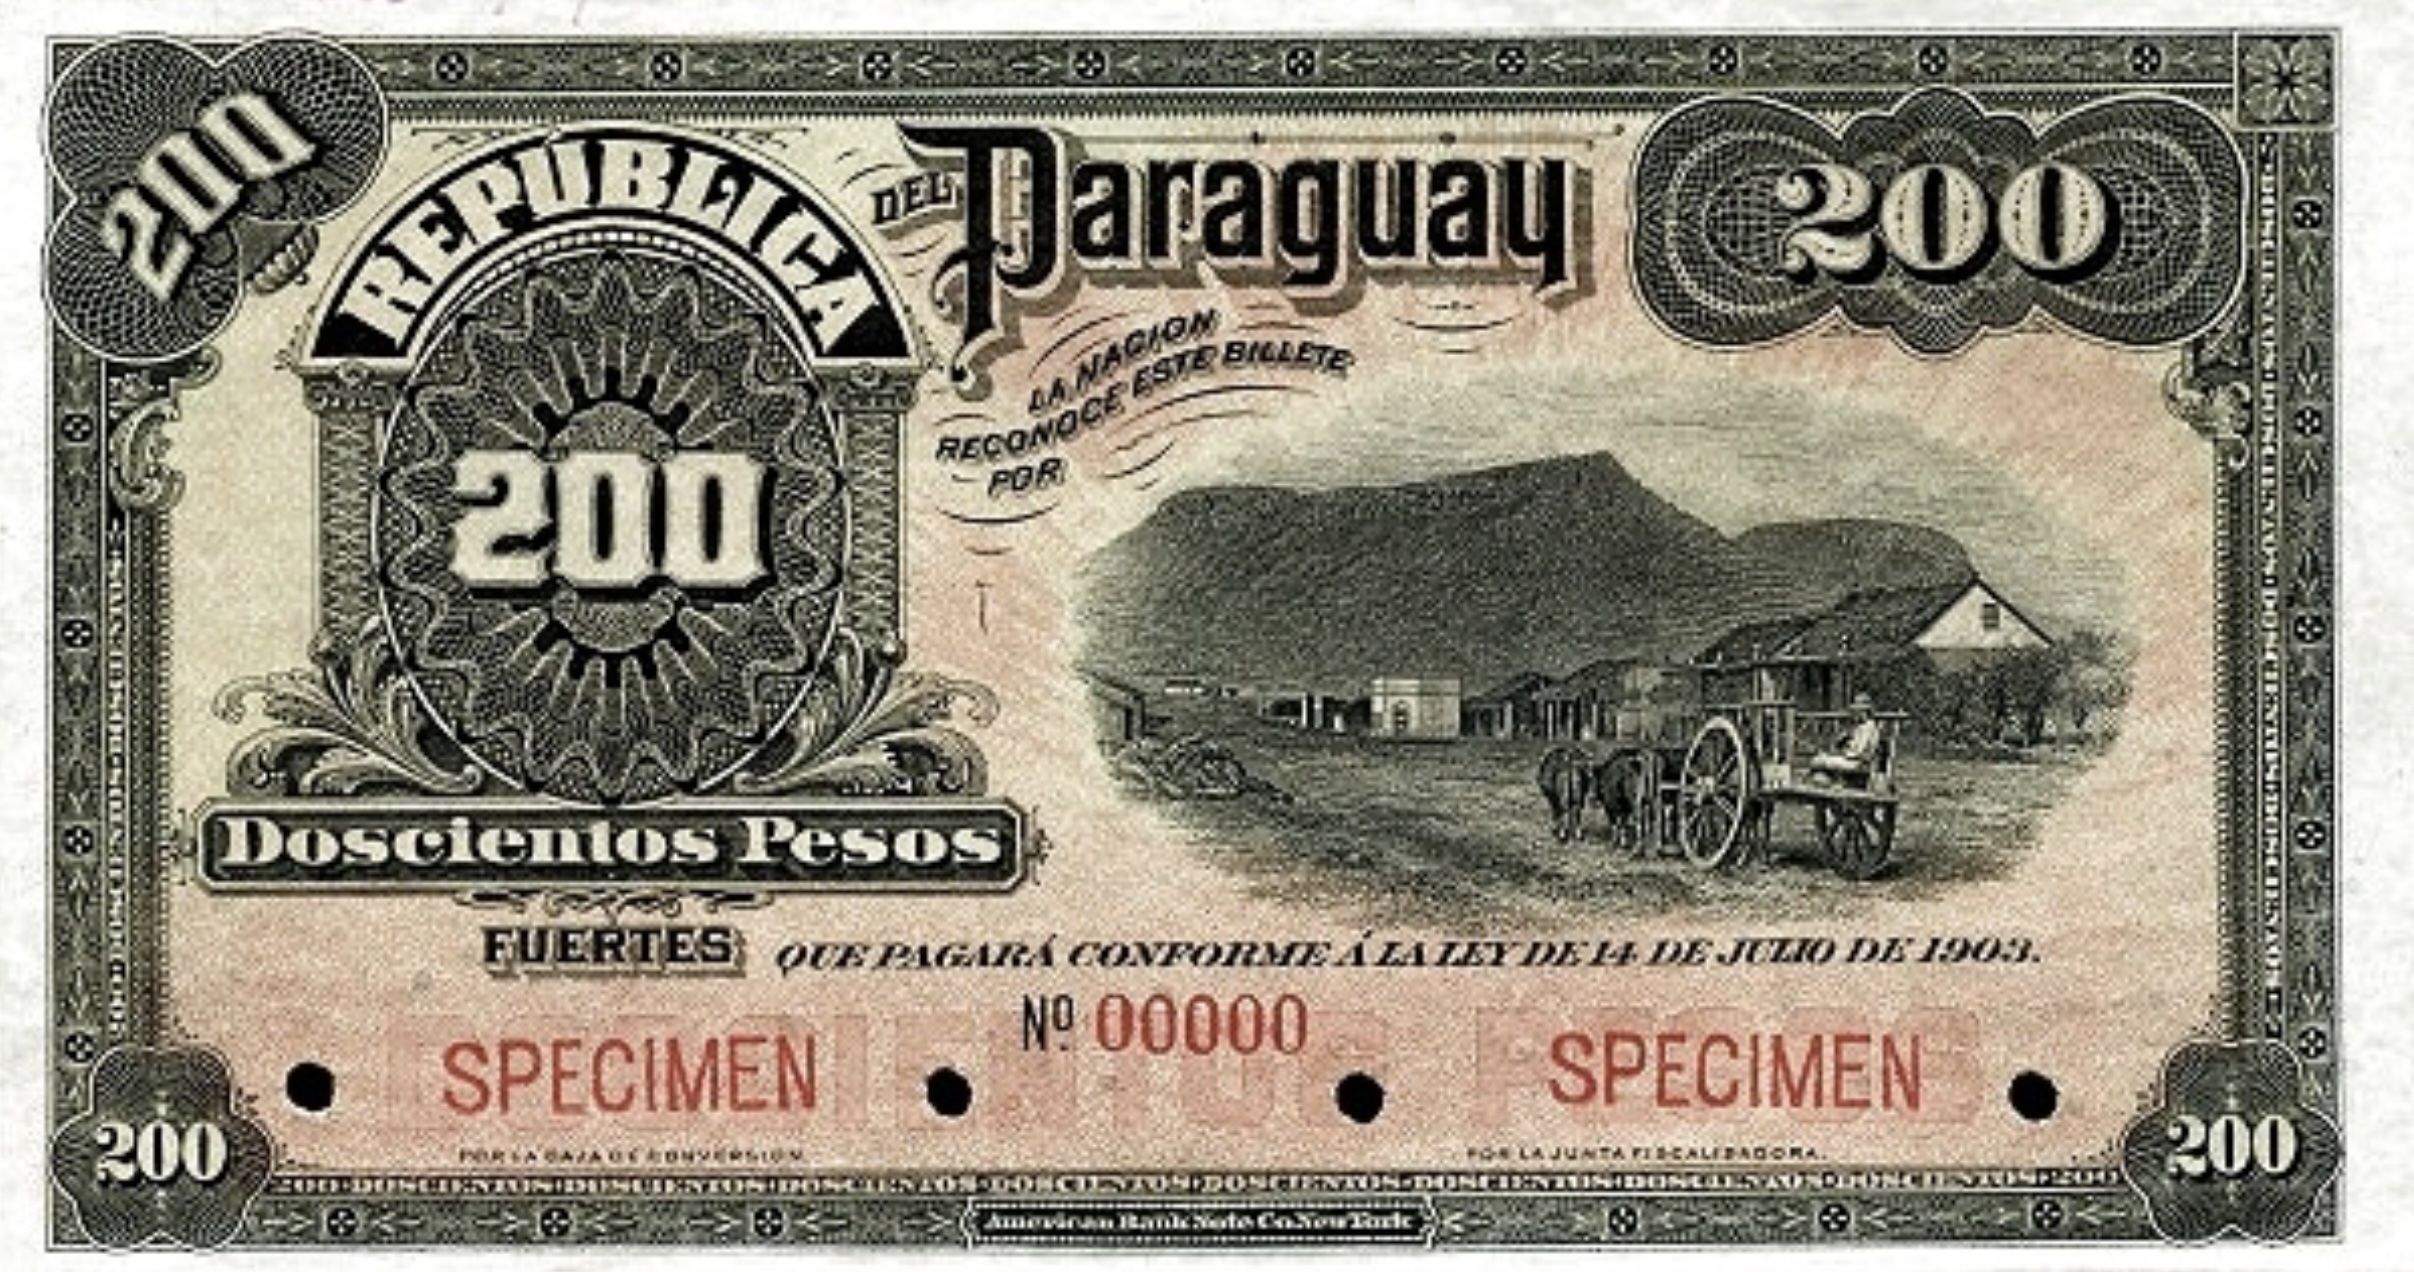 200
REPÚBLICA
DEL Paraguay
200
LA NACION
RECONOCE ESTE BILLETE
POR
200
Doscientos Pesos
FUERTES
QUE PAGARÁ CONFORME Á LA LEY DE 14 DE JULIO DE 1903.
Nº 00000
SPECIMEN
SPECIMEN
POR LA CAJA DE CONVERSION
POR LA JUNTA FISCALIZADORA.
200
200
American Bank Note Co. New York